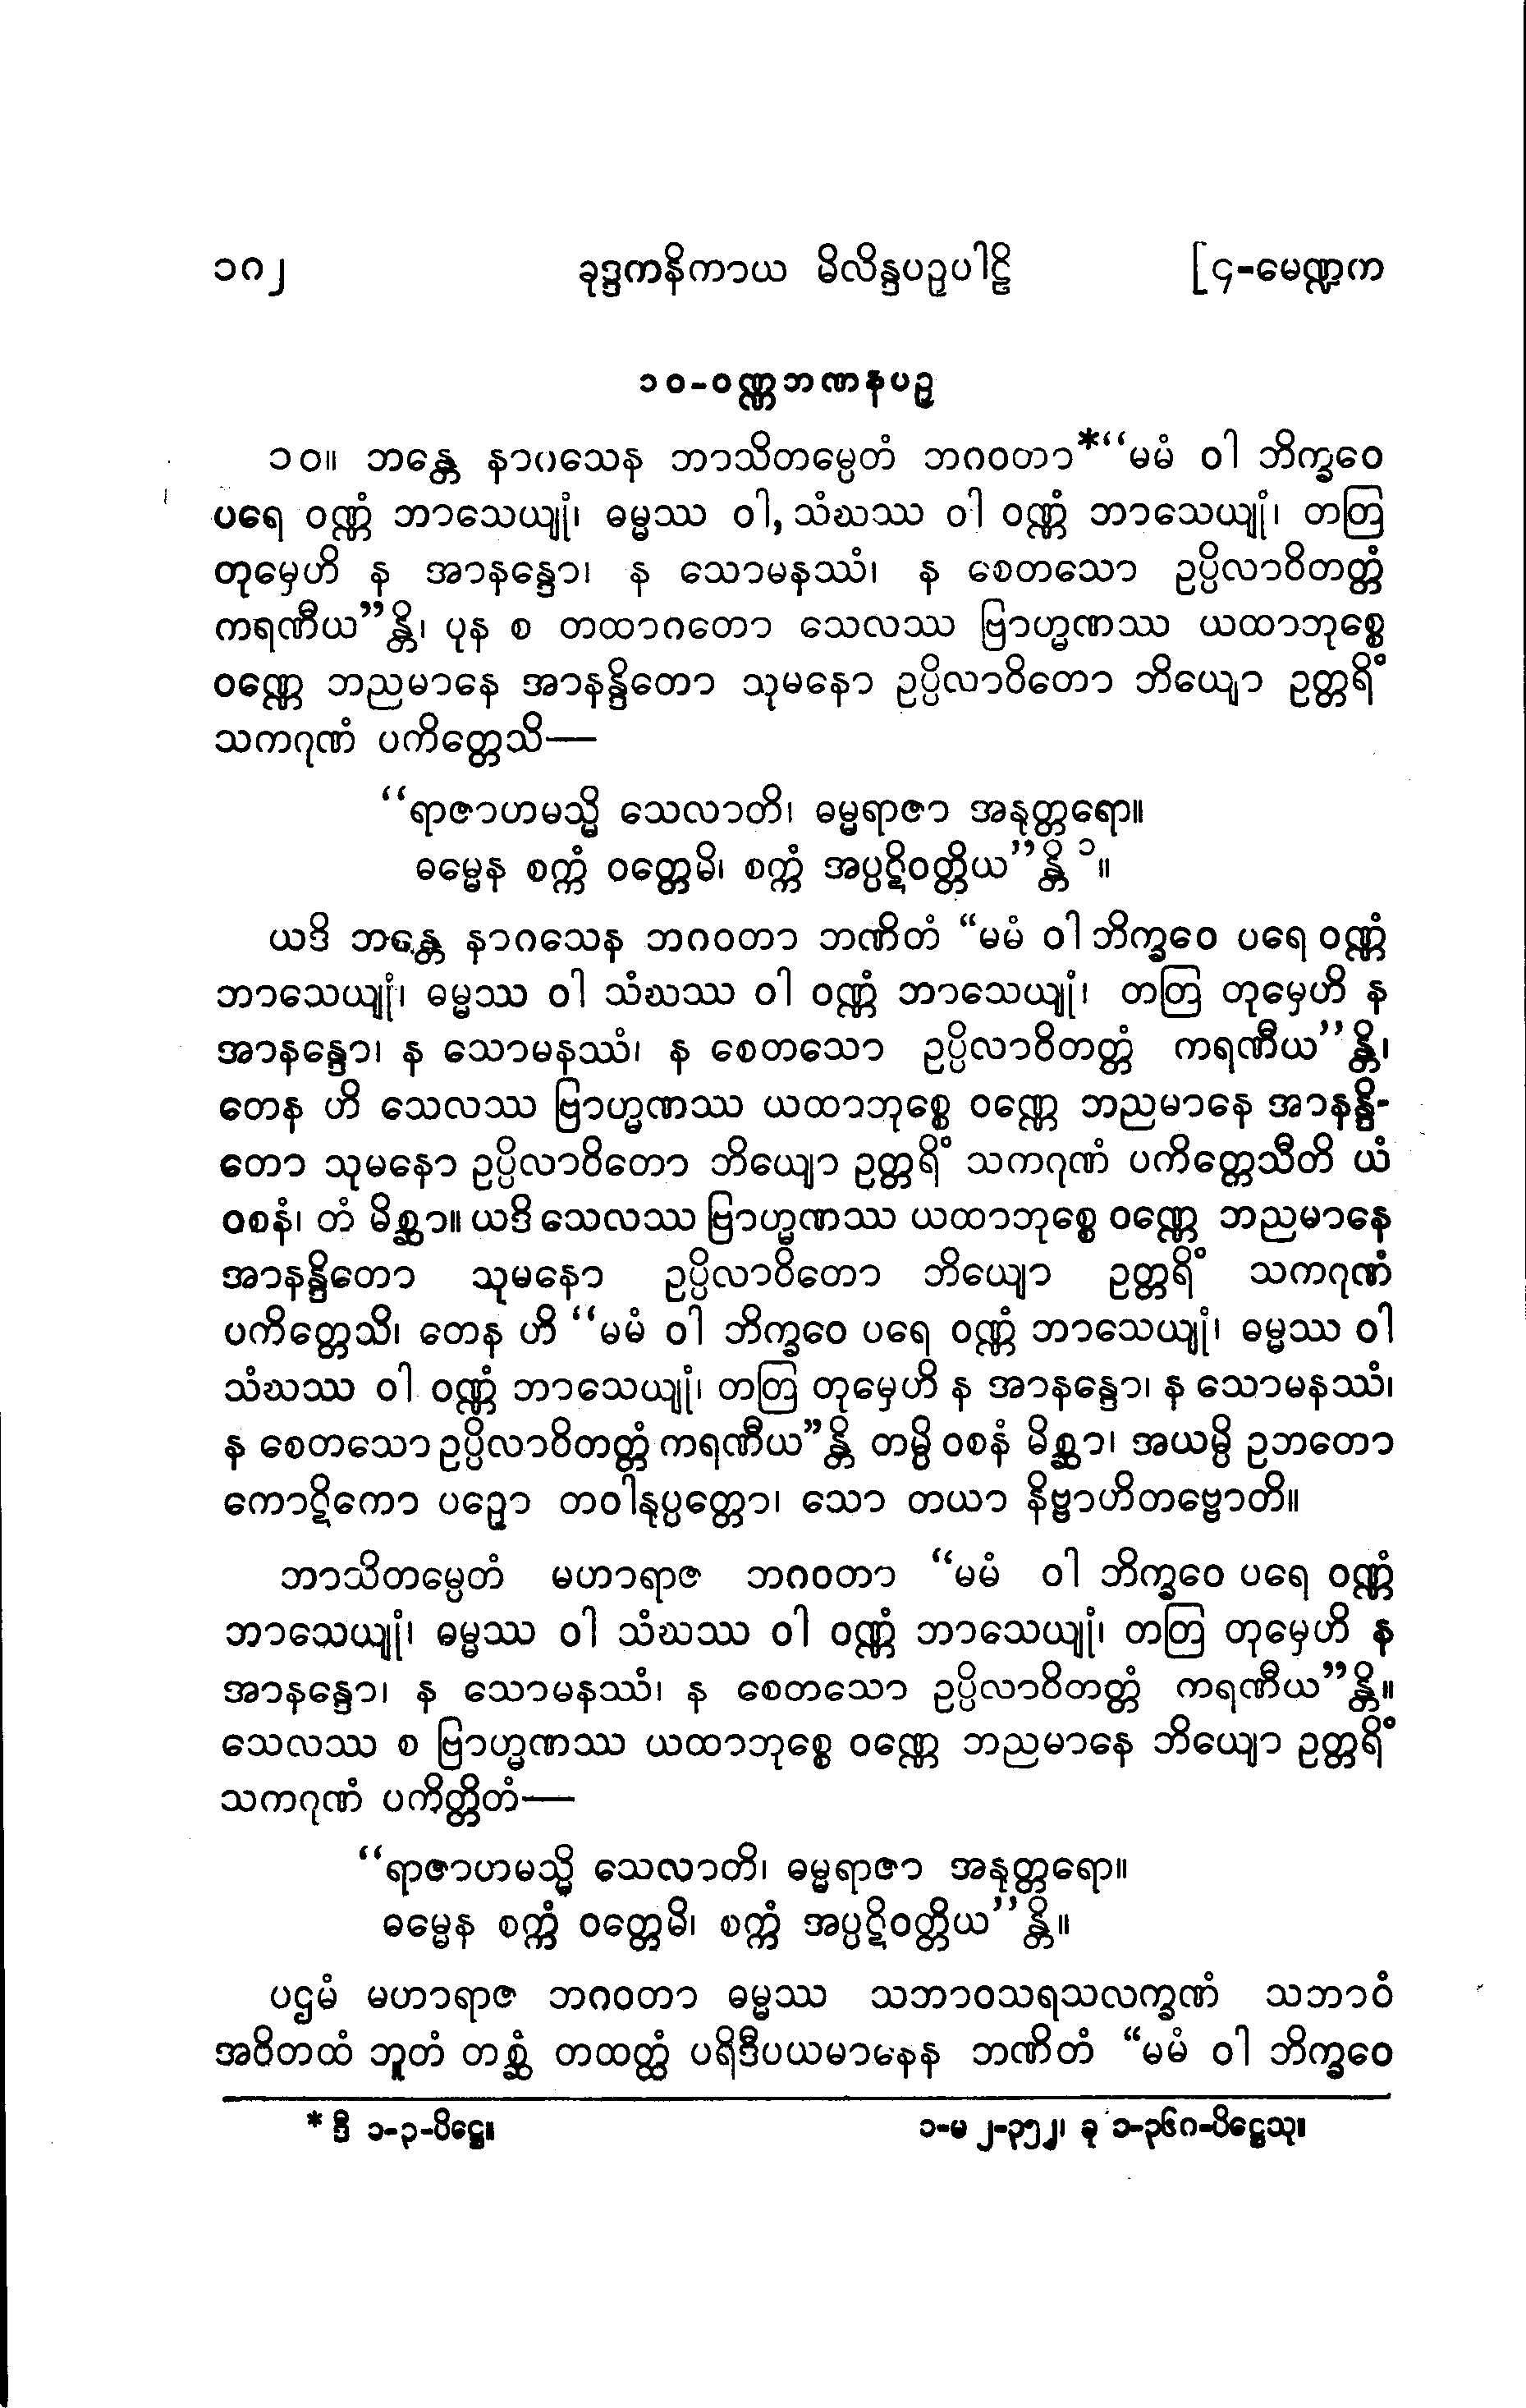 ၁၈၂ ခုဒ္ဒကနိကာယ မိလိန္ဒပဉှပါဠိ [၄-မေဏ္ဍက
၁၀-ဝဏ္ဏဘဏနပဉှ
၁၀။ ဘန္တေ နာဂသေန ဘာသိတမ္ပေတံ ဘဂဝတာ*“မမံ ဝါ ဘိက္ခဝေ
ပရေ ဝဏ္ဏံ ဘာသေယျုံ၊ ဓမ္မဿ ဝါ, သံဃဿ ဝါ ဝဏ္ဏံ ဘာသေယျုံ၊ တတြ
တုမှေဟိ န အာနန္ဒော၊ န သောမနဿံ၊ န စေတသော ဥပ္ပိလာဝိတတ္တံ
ကရဏီယ”န္တိ၊ ပုန စ တထာဂတော သေလဿ ဗြာဟ္မဏဿ ယထာဘုစ္စေ
ဝဏ္ဏေ ဘညမာနေ အာနန္ဒိတော သုမနော ဥပ္ပိလာဝိတော ဘိယျော ဥတ္တရိံ
သကဂုဏံ ပကိတ္တေသိ—
“ရာဇာဟမသ္မိ သေလာတိ၊ ဓမ္မရာဇာ အနုတ္တရော။
ဓမ္မေန စက္ကံ ဝတ္တေမိ၊ စက္ကံ အပ္ပဋိဝတ္တိယ”န္တိ ၁။
ယဒိ ဘန္တေ နာဂသေန ဘဂဝတာ ဘဏိတံ “မမံ ဝါ ဘိက္ခဝေ ပရေ ဝဏ္ဏံ
ဘာသေယျုံ၊ ဓမ္မဿ ဝါ သံဃဿ ဝါ ဝဏ္ဏံ ဘာသေယျုံ၊ တတြ တုမှေဟိ န
အာနန္ဒော၊ န သောမနဿံ၊ န စေတသော ဥပ္ပိလာဝိတတ္တံ ကရဏီယ”န္တိ၊
တေန ဟိ သေလဿ ဗြာဟ္မဏဿ ယထာဘုစ္စေ ဝဏ္ဏေ ဘညမာနေ အာနန္ဒိ-
တော သုမနော ဥပ္ပိလာဝိတော ဘိယျော ဥတ္တရိံ သကဂုဏံ ပကိတ္တေသီတိ ယံ
ဝစနံ၊ တံ မိစ္ဆာ။ ယဒိ သေလဿ ဗြာဟ္မဏဿ ယထာဘုစ္စေ ဝဏ္ဏေ ဘညမာနေ
အာနန္ဒိတော သုမနော ဥပ္ပိလာဝိတော ဘိယျော ဥတ္တရိံ သကဂုဏံ
ပကိတ္တေသိ၊ တေန ဟိ “မမံ ဝါ ဘိက္ခဝေ ပရေ ဝဏ္ဏံ ဘာသေယျုံ၊ ဓမ္မဿ ဝါ
သံဃဿ ဝါ ဝဏ္ဏံ ဘာသေယျုံ၊ တတြ တုမှေဟိ န အာနန္ဒော၊ န သောမနဿံ၊
န စေတသော ဥပ္ပိလာဝိတတ္တံ ကရဏီယ”န္တိ တမ္ပိ ဝစနံ မိစ္ဆာ၊ အယမ္ပိ ဥဘတော
ကောဋိကော ပဉှော တဝါနုပ္ပတ္တော၊ သော တယာ နိဗ္ဗာဟိတဗ္ဗောတိ။
ဘာသိတမ္ပေတံ မဟာရာဇ ဘဂဝတာ “မမံ ဝါ ဘိက္ခဝေ ပရေ ဝဏ္ဏံ
ဘာသေယျုံ၊ ဓမ္မဿ ဝါ သံဃဿ ဝါ ဝဏ္ဏံ ဘာသေယျုံ၊ တတြ တုမှေဟိ န
အာနန္ဒော၊ န သောမနဿံ၊ န စေတသော ဥပ္ပိလာဝိတတ္တံ ကရဏီယ”န္တိ။
သေလဿ စ ဗြာဟ္မဏဿ ယထာဘုစ္စေ ဝဏ္ဏေ ဘညမာနေ ဘိယျော ဥတ္တရိံ
သကဂုဏံ ပကိတ္တိတံ—
“ရာဇာဟမသ္မိ သေလာတိ၊ ဓမ္မရာဇာ အနုတ္တရော။
ဓမ္မေန စက္ကံ ဝတ္တေမိ၊ စက္ကံ အပ္ပဋိဝတ္တိယ”န္တိ။
ပဌမံ မဟာရာဇ ဘဂဝတာ ဓမ္မဿ သဘာဝသရသလက္ခဏံ သဘာဝံ
အဝိတထံ ဘူတံ တစ္ဆံ တထတ္ထံ ပရိဒီပယမာနေန ဘဏိတံ “မမံ ဝါ ဘိက္ခဝေ
* ဒီ ၁-၃-ပိဋ္ဌေ။ ၁-မ ၂-၃၅၂၊ ခု ၁-၃၆၈-ပိဋ္ဌေသု။